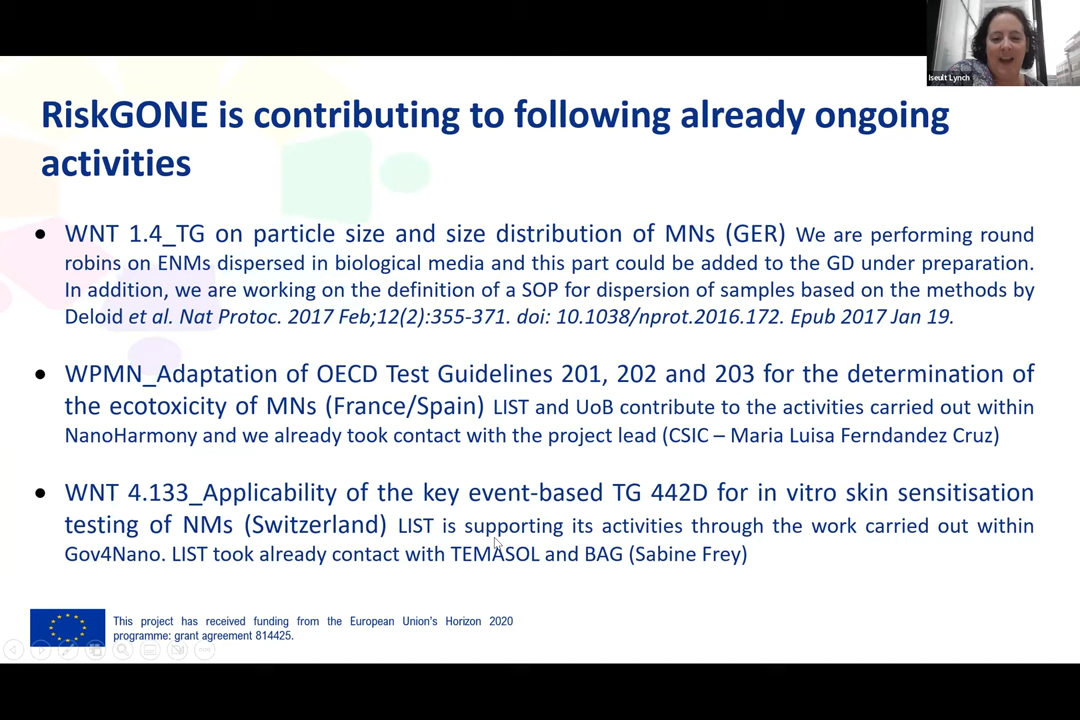 Iseult Lynch
RiskGONE is contributing to following already ongoing
activities
• WNT 1.4_TG on particle size and size distribution of MNs (GER) We are performing round
robins on ENMs dispersed in biological media and this part could be added to the GD under preparation.
In addition, we are working on the definition of a SOP for dispersion of samples based on the methods by
Deloid et al. Nat Protoc. 2017 Feb;12(2):355-371. doi: 10.1038/nprot.2016.172. Epub 2017 Jan 19.
• WPMN_Adaptation of OECD Test Guidelines 201, 202 and 203 for the determination of
the ecotoxicity of MNs (France/Spain) LIST and UoB contribute to the activities carried out within
NanoHarmony and we already took contact with the project lead (CSIC – Maria Luisa Ferndandez Cruz)
• WNT 4.133_Applicability of the key event-based TG 442D for in vitro skin sensitisation
testing of NMs (Switzerland) LIST is supporting its activities through the work carried out within
Gov4Nano. LIST took already contact with TEMASOL and BAG (Sabine Frey)
This project has received funding from the European Union's Horizon 2020
programme: grant agreement 814425.